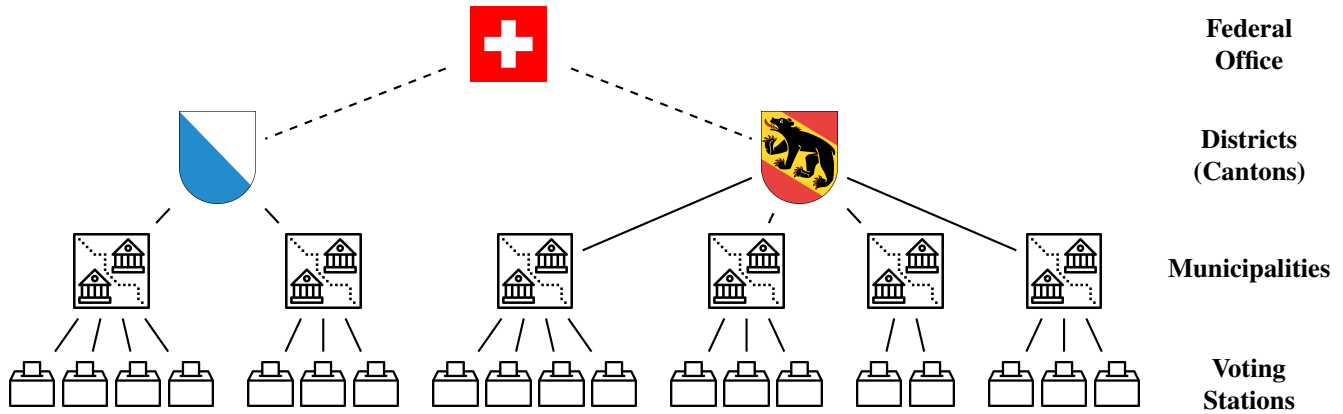 Federal
Office
Districts
(Cantons)
Municipalities
Voting
Stations